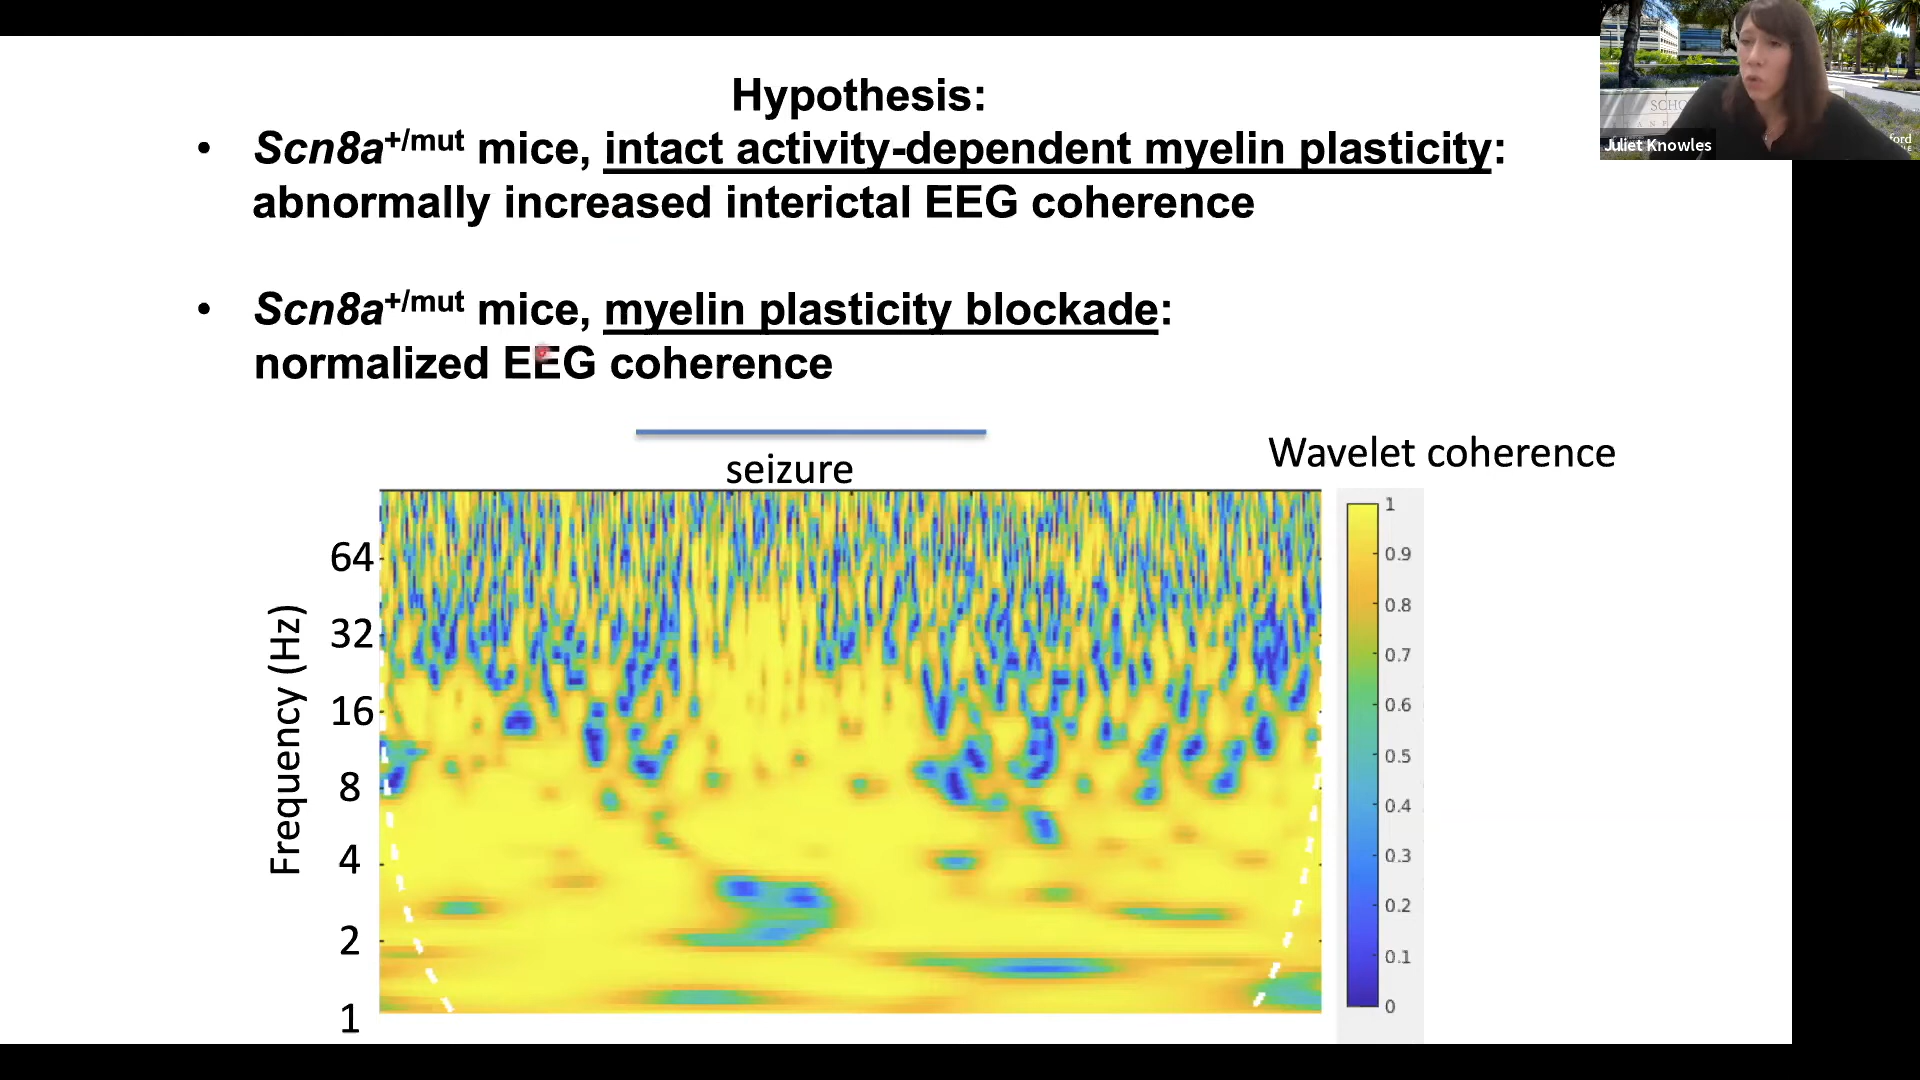 Hypothesis:
• Scn8a+/mut mice, intact activity-dependent myelin plasticity:
abnormally increased interictal EEG coherence
• Scn8a+/mut mice, myelin plasticity blockade:
normalized EEG coherence
seizure
Wavelet coherence
Frequency (Hz)
64
32
16
8
4
2
1
1
0.9
0.8
0.7
0.6
0.5
0.4
0.3
0.2
0.1
0
Juliet Knowles